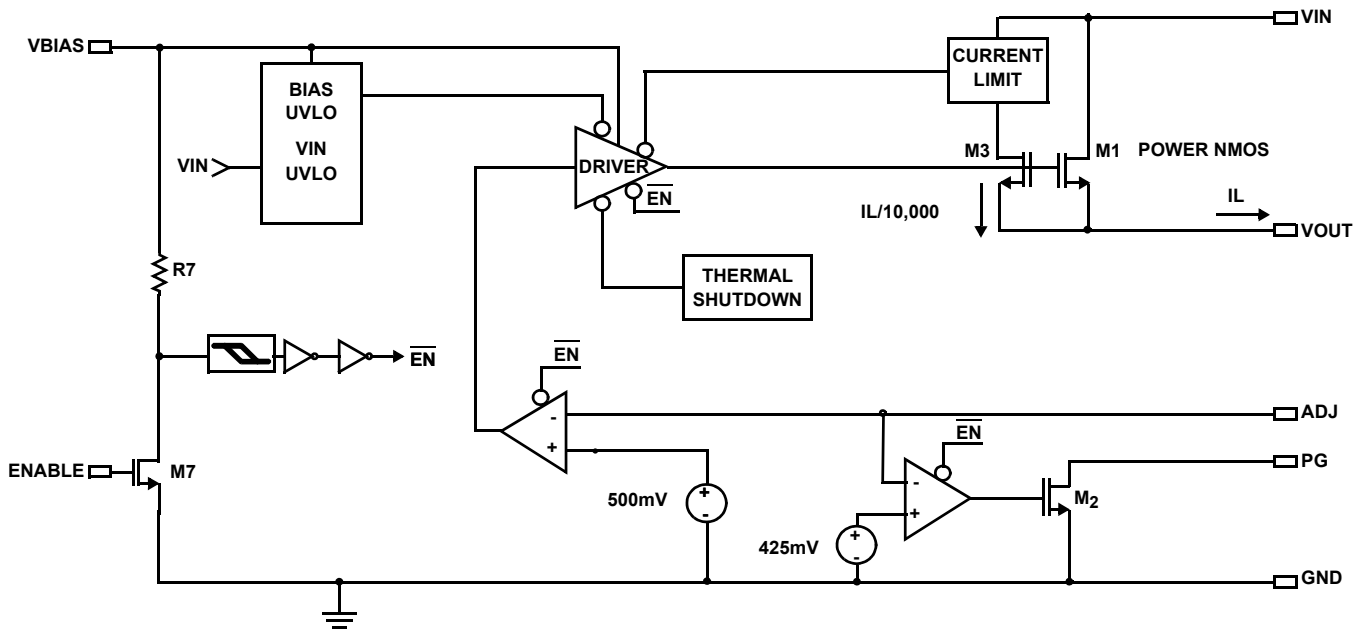 VIN
VBIAS
CURRENT
LIMIT
BIAS
UVLO
VIN
UVLO
VIN
DRIVER
EN
M3
M1
POWER NMOS
IL/10,000
IL
VOUT
R7
THERMAL
SHUTDOWN
EN
EN
-
+
ADJ
EN
ENABLE
M7
PG
500mV
+
-
-
+
M2
425mV
+
-
GND